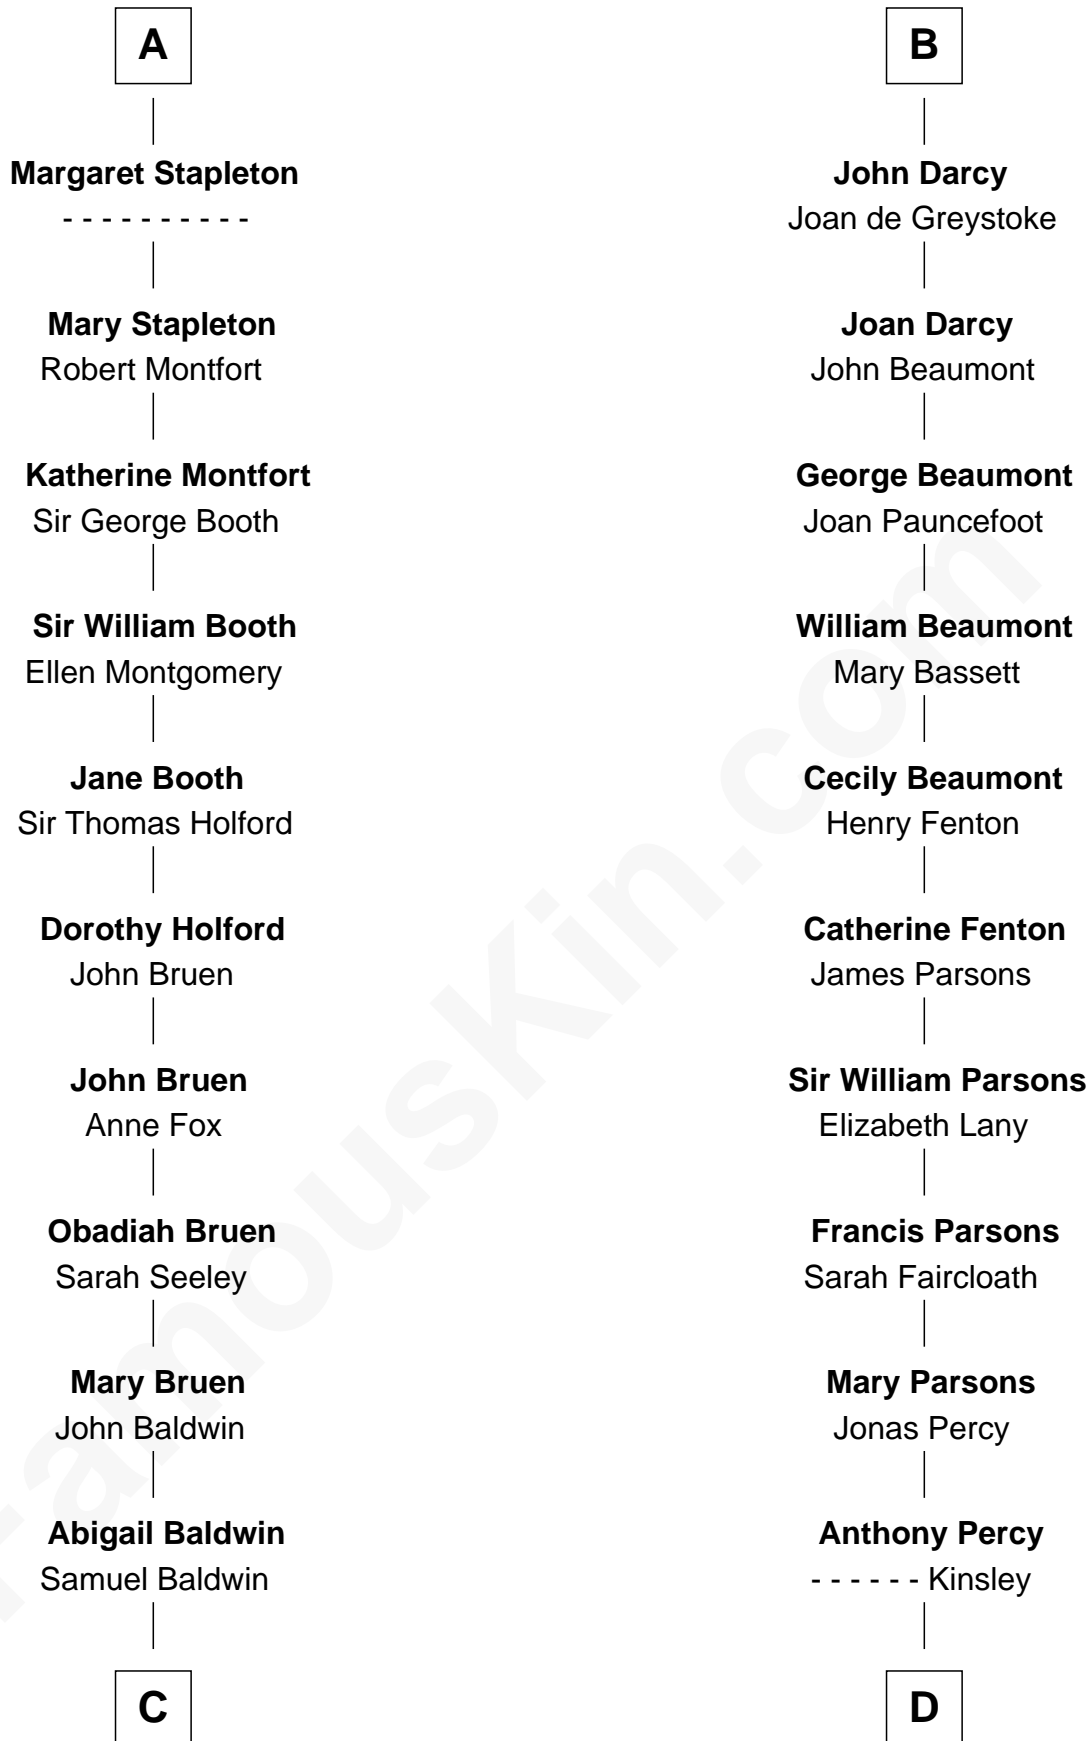 A
Margaret Stapleton
- - - - - - - - - -
Mary Stapleton
Robert Montfort
Katherine Montfort
Sir George Booth
Sir William Booth
Ellen Montgomery
Jane Booth
Sir Thomas Holford
Dorothy Holford
John Bruen
John Bruen
Anne Fox
Obadiah Bruen
Sarah Seeley
Mary Bruen
John Baldwin
Abigail Baldwin
Samuel Baldwin
C
B
John Darcy
Joan de Greystoke
Joan Darcy
John Beaumont
George Beaumont
Joan Pauncefoot
William Beaumont
Mary Bassett
Cecily Beaumont
Henry Fenton
Catherine Fenton
James Parsons
Sir William Parsons
Elizabeth Lany
Francis Parsons
Sarah Faircloath
Mary Parsons
Jonas Percy
Anthony Percy
- - - - - - Kinsley
D
FamousKin.com